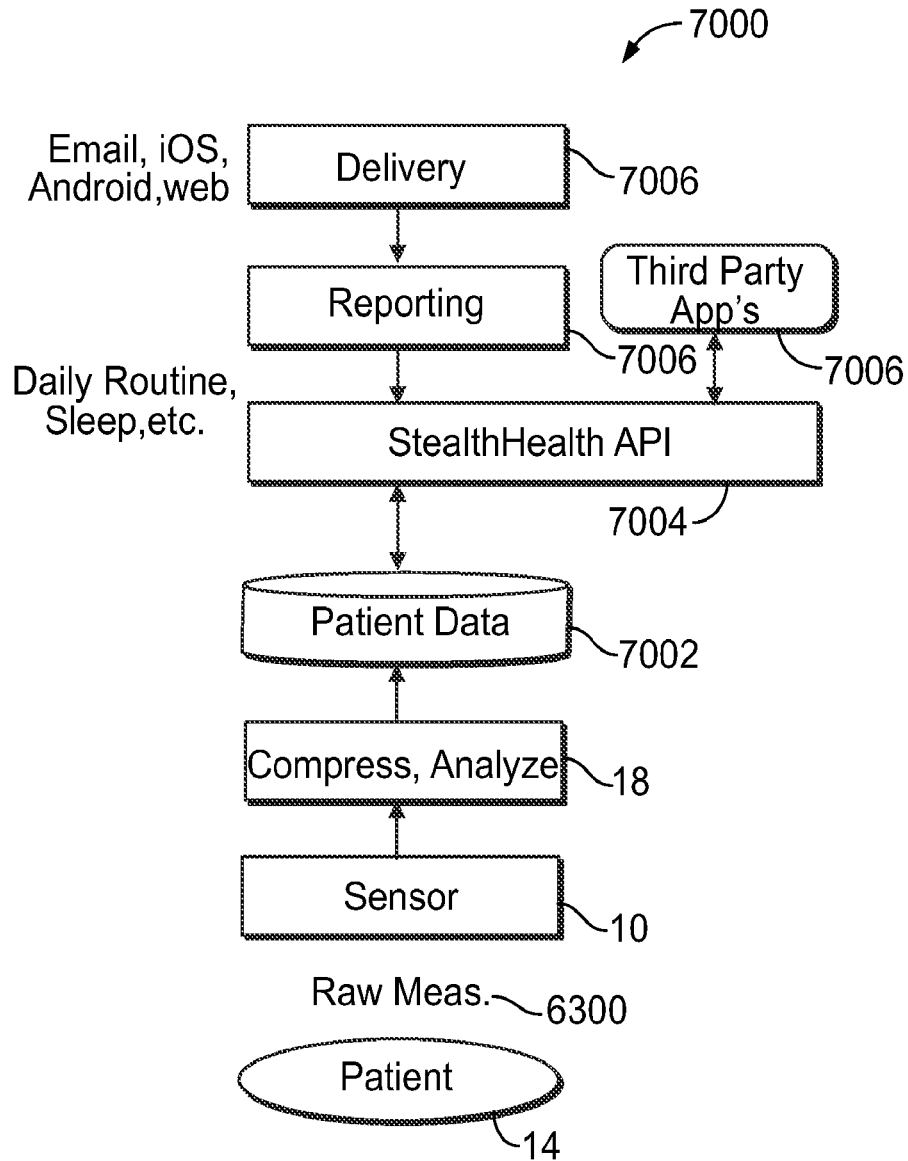 7000
Email, iOS,
Android,web
Delivery
7006
Reporting
7006
Third Party
App's
7006
Daily Routine,
Sleep,etc.
StealthHealth API
7004
Patient Data
7002
Compress, Analyze
18
Sensor
10
Raw Meas.
6300
Patient
14